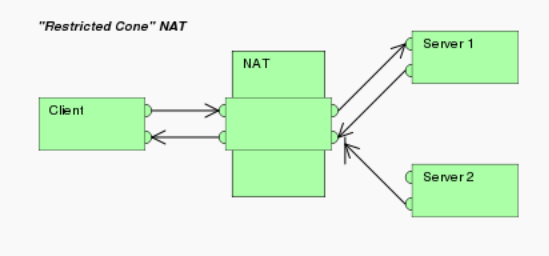 "Restricted Cone" NAT
Server 1
NAT
Client
Server 2